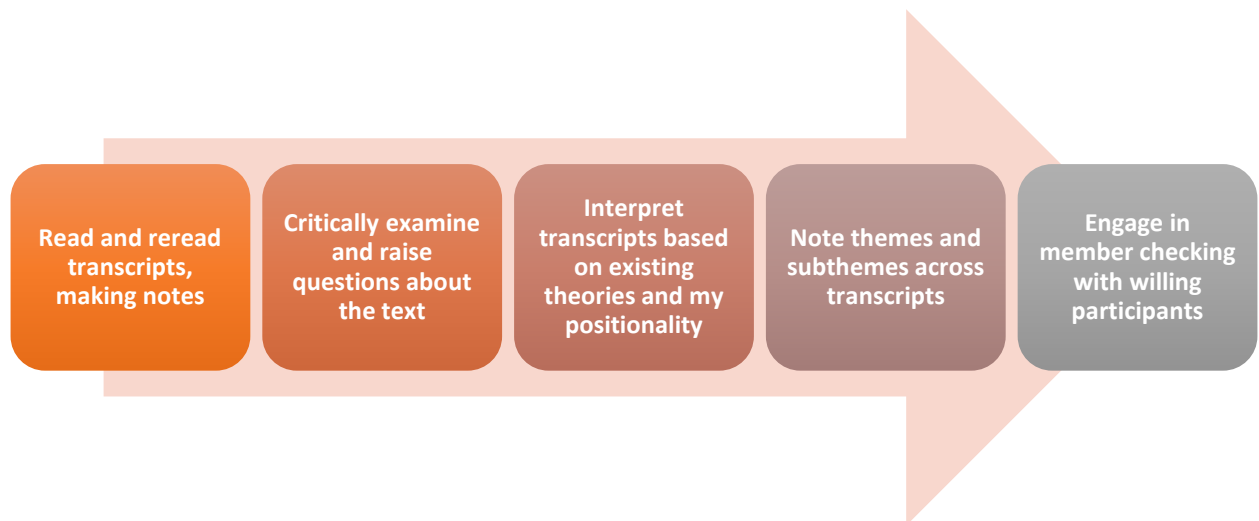 Read and reread
transcripts,
making notes
Critically examine
and raise
questions about
the text
Interpret
transcripts based
on existing
theories and my
positionality
Note themes and
subthemes across
transcripts
Engage in
member checking
with willing
participants